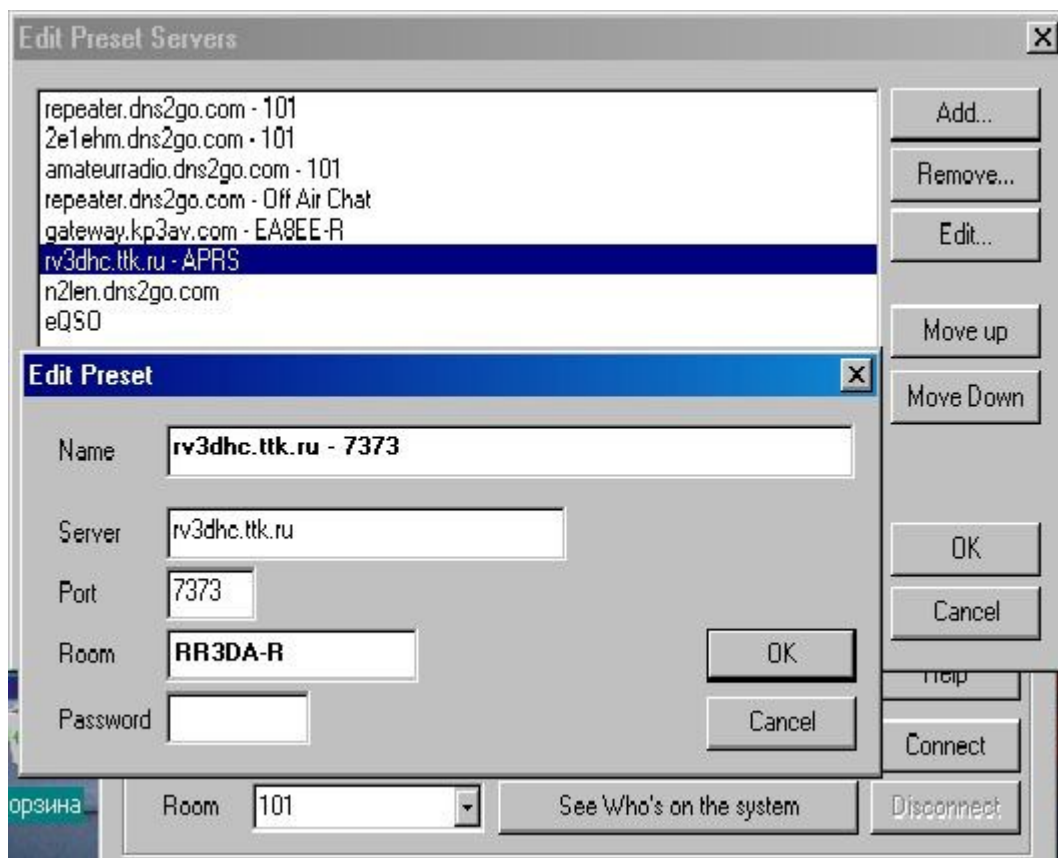 Edit Preset Servers
repeater.dns2go.com - 101
2e1ehm.dns2go.com - 101
amateurradio.dns2go.com - 101
repeater.dns2go.com - Off Air Chat
gateway.kp3av.com - EA8EE-R
rv3dhc.ttk.ru - APRS
n2len.dns2go.com
eQSO
Add...
Remove...
Edit...
Move up
Move Down
OK
Cancel
Edit Preset
Name rv3dhc.ttk.ru - 7373
Server rv3dhc.ttk.ru
Port 7373
Room RR3DA-R
Password
OK
Cancel
Help
Connect
орзина
Room 101
See Who's on the system
Disconnect